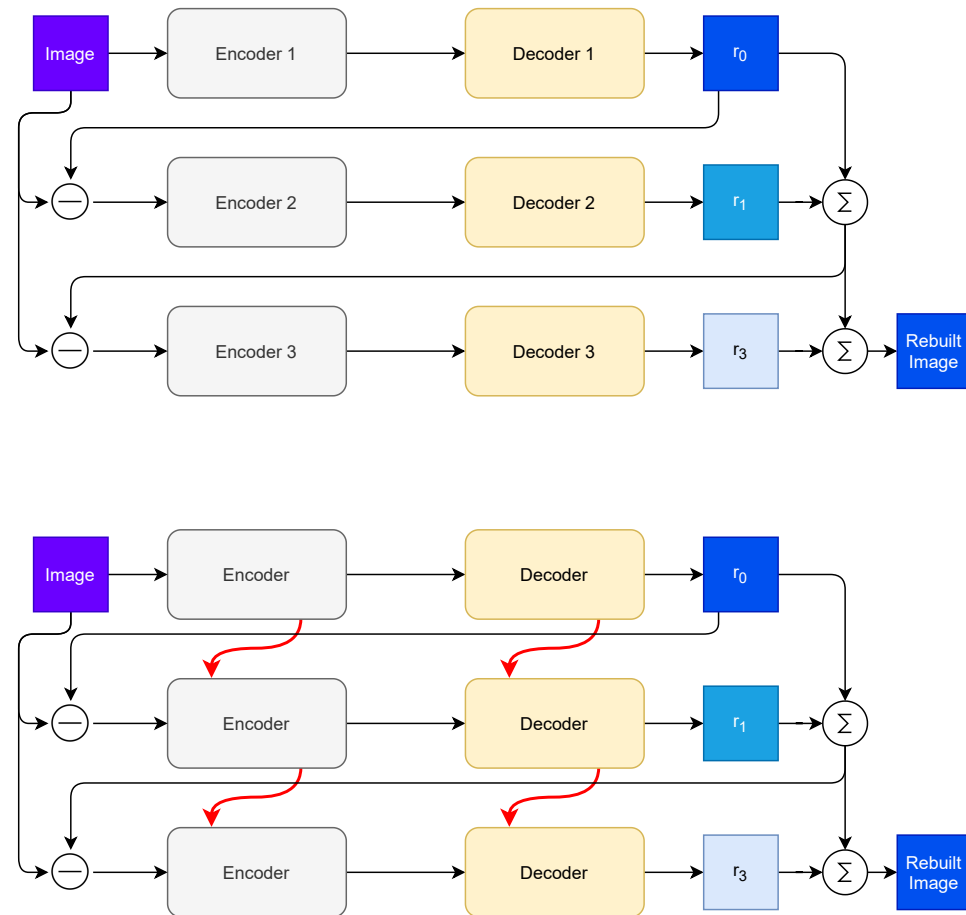 Image
Encoder 1
Decoder 1
r0
—
Encoder 2
Decoder 2
r1
∑
—
Encoder 3
Decoder 3
r3
∑
Rebuilt
Image
Image
Encoder
Decoder
r0
—
Encoder
Decoder
r1
∑
—
Encoder
Decoder
r3
∑
Rebuilt
Image